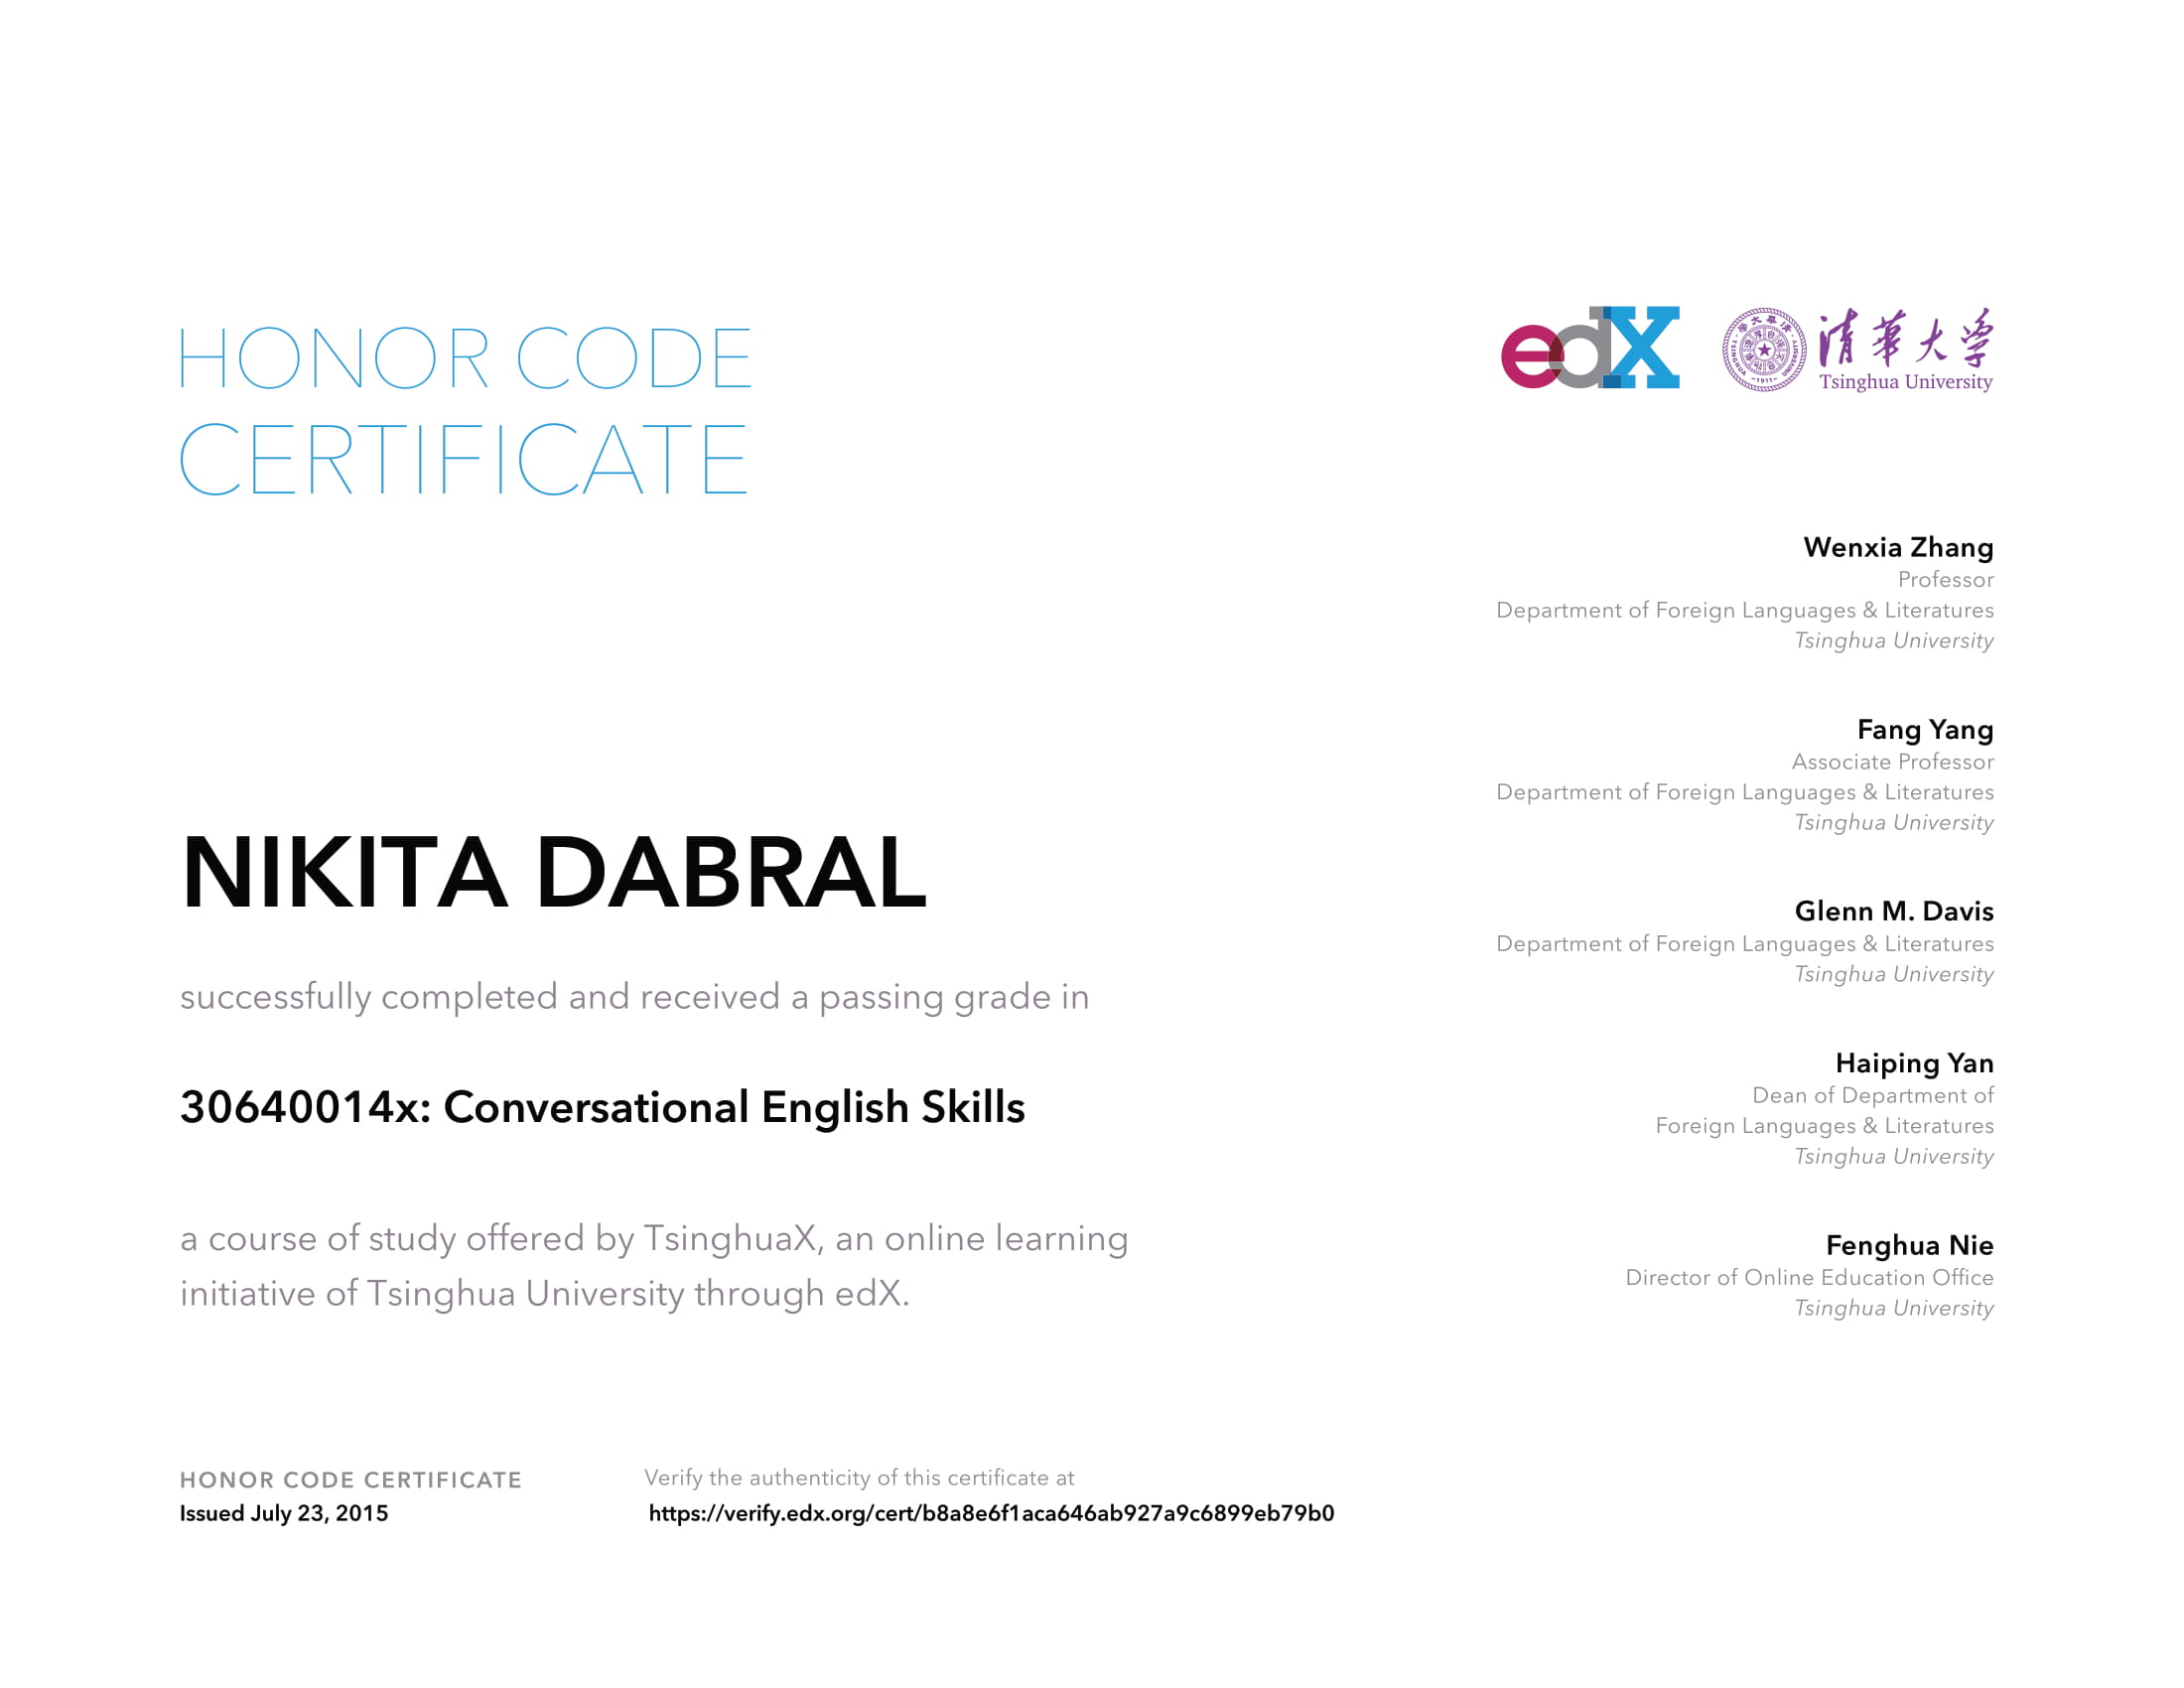 HONOR CODE
CERTIFICATE
edX
清華大学
Tsinghua University
TSINGHUA UNIVERSITY
1911
Wenxia Zhang
Professor
Department of Foreign Languages & Literatures
Tsinghua University
Fang Yang
Associate Professor
Department of Foreign Languages & Literatures
Tsinghua University
Glenn M. Davis
Department of Foreign Languages & Literatures
Tsinghua University
Haiping Yan
Dean of Department of
Foreign Languages & Literatures
Tsinghua University
Fenghua Nie
Director of Online Education Office
Tsinghua University
NIKITA DABRAL
successfully completed and received a passing grade in
30640014x: Conversational English Skills
a course of study offered by TsinghuaX, an online learning
initiative of Tsinghua University through edX.
HONOR CODE CERTIFICATE
Issued July 23, 2015
Verify the authenticity of this certificate at
https://verify.edx.org/cert/b8a8e6f1aca646ab927a9c6899eb79b0